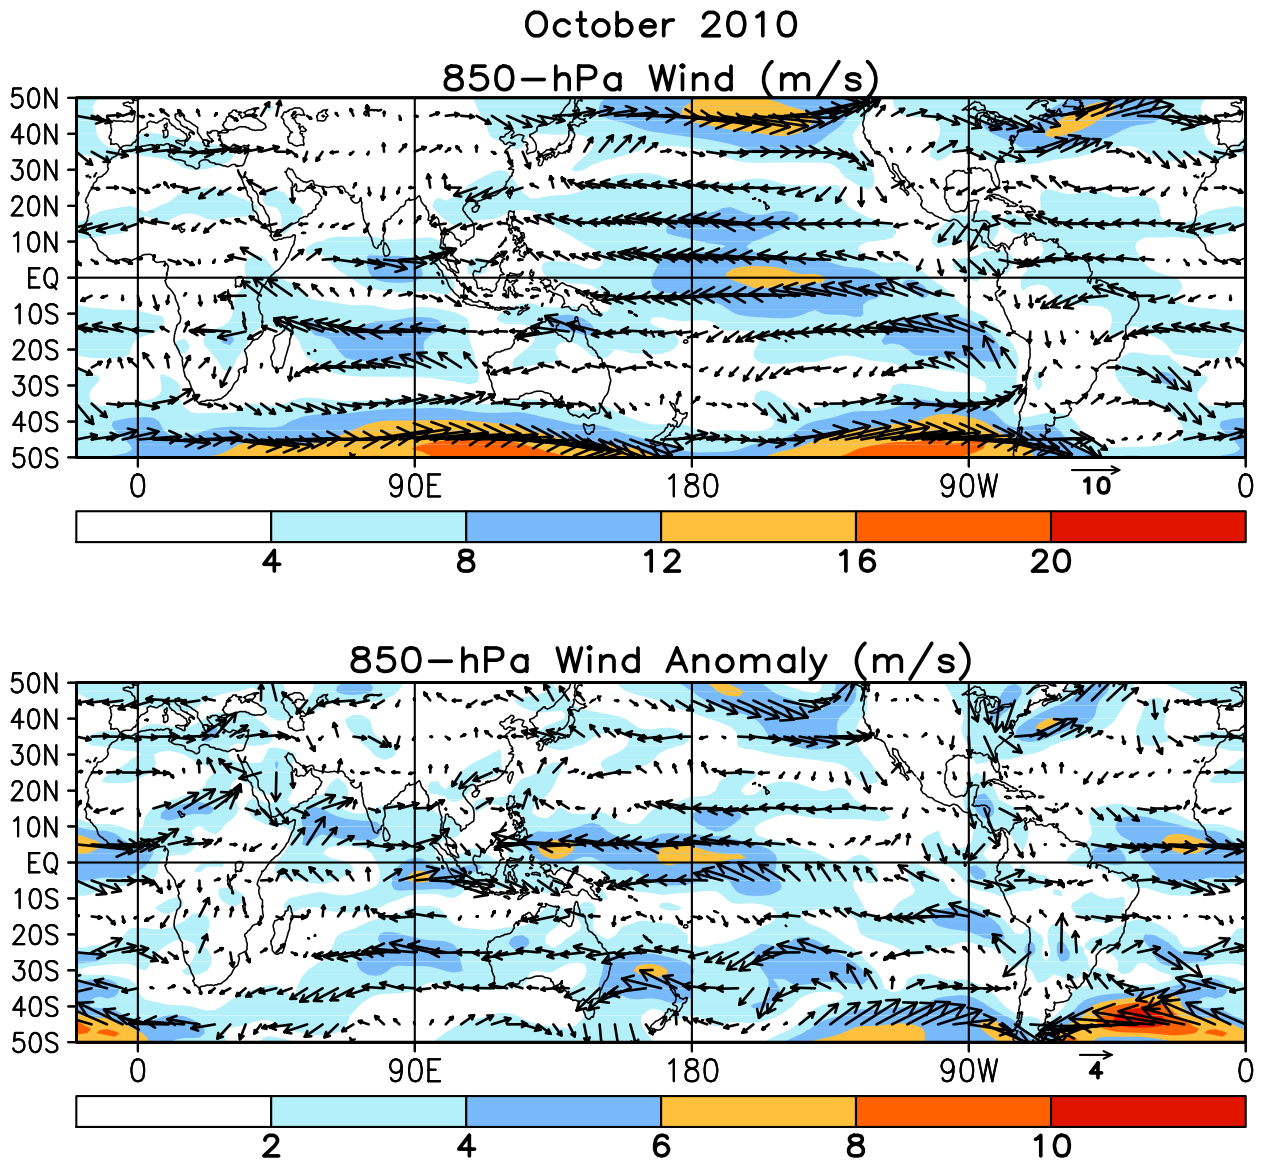 October 2010
850-hPa Wind (m/s)
50N
40N
30N
20N
10N
EQ
10S
20S
30S
40S
50S
0 90E 180 90W 0
10
4 8 12 16 20
850-hPa Wind Anomaly (m/s)
50N
40N
30N
20N
10N
EQ
10S
20S
30S
40S
50S
0 90E 180 90W 0
4
2 4 6 8 10